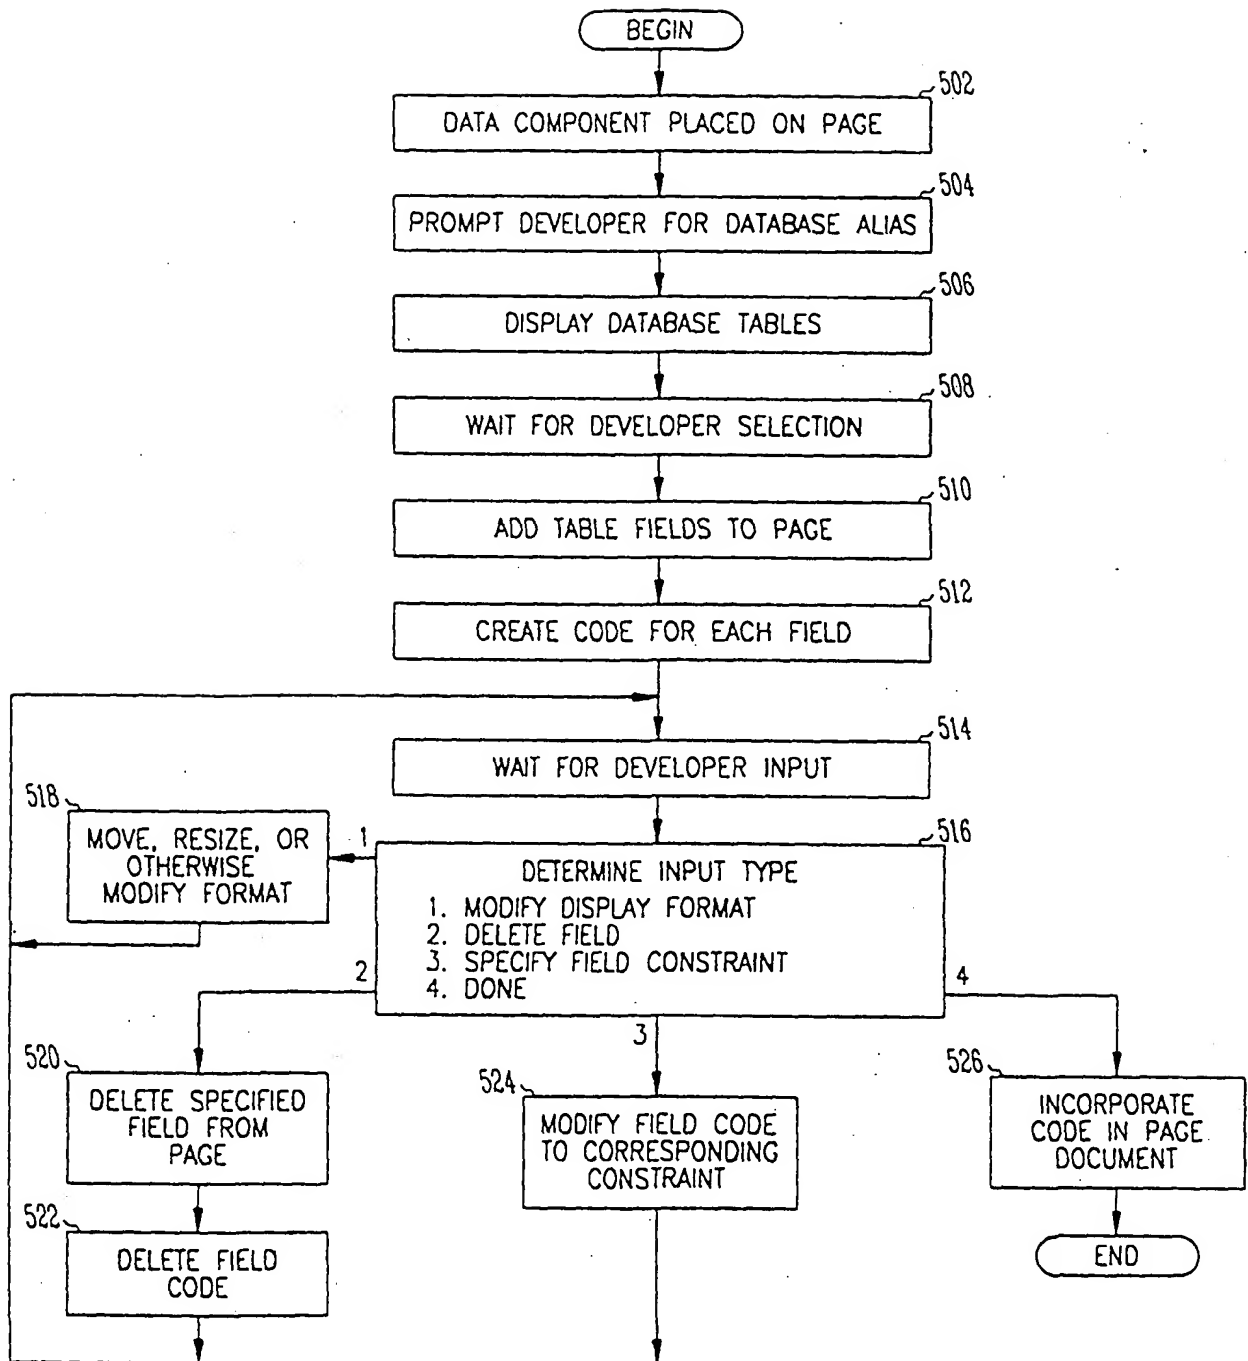 BEGIN
502
DATA COMPONENT PLACED ON PAGE
504
PROMPT DEVELOPER FOR DATABASE ALIAS
506
DISPLAY DATABASE TABLES
508
WAIT FOR DEVELOPER SELECTION
510
ADD TABLE FIELDS TO PAGE
512
CREATE CODE FOR EACH FIELD
514
WAIT FOR DEVELOPER INPUT
518
MOVE, RESIZE, OR
OTHERWISE
MODIFY FORMAT
1
516
DETERMINE INPUT TYPE
1. MODIFY DISPLAY FORMAT
2. DELETE FIELD
3. SPECIFY FIELD CONSTRAINT
4. DONE
2
3
4
520
DELETE SPECIFIED
FIELD FROM
PAGE
522
DELETE FIELD
CODE
524
MODIFY FIELD CODE
TO CORRESPONDING
CONSTRAINT
526
INCORPORATE
CODE IN PAGE
DOCUMENT
END